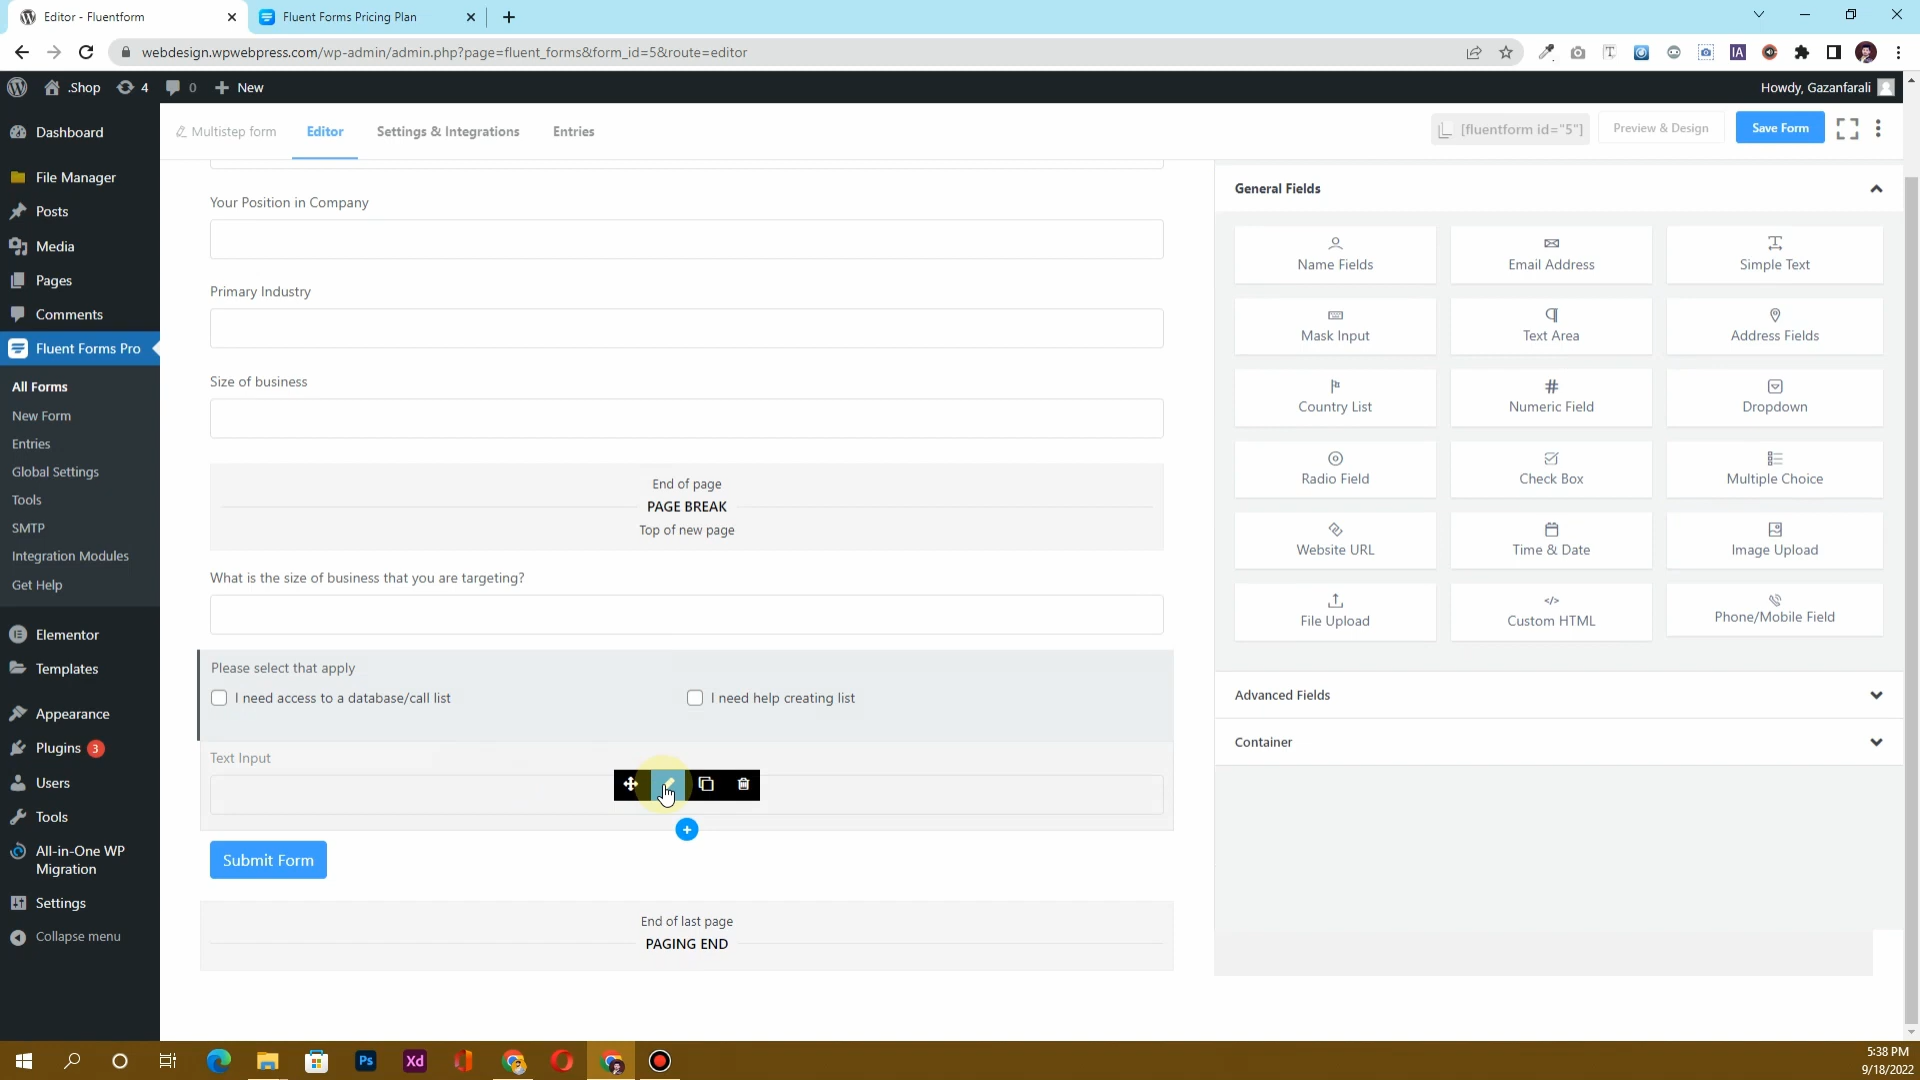 Editor - Fluentform
Fluent Forms Pricing Plan
webdesign.wpwebpress.com/wp-admin/admin.php?page=fluent_forms&form_id=5&route=editor
IA
.Shop
4
0
New
Howdy, Gazanfarali
Dashboard
File Manager
Posts
Media
Pages
Comments
Fluent Forms Pro
All Forms
New Form
Entries
Global Settings
Tools
SMTP
Integration Modules
Get Help
Elementor
Templates
Appearance
Plugins 3
Users
Tools
All-in-One WP
Migration
Settings
Collapse menu
Multistep form
Editor
Settings & Integrations
Entries
[fluentform id="5"]
Preview & Design
Save Form
Your Position in Company
Primary Industry
Size of business
End of page
PAGE BREAK
Top of new page
What is the size of business that you are targeting?
Please select that apply
I need access to a database/call list
I need help creating list
Text Input
Submit Form
End of last page
PAGING END
General Fields
Name Fields
Email Address
Simple Text
Mask Input
Text Area
Address Fields
Country List
Numeric Field
Dropdown
Radio Field
Check Box
Multiple Choice
Website URL
Time & Date
Image Upload
File Upload
Custom HTML
Phone/Mobile Field
Advanced Fields
Container
Ps
Xd
5:38 PM
9/18/2022